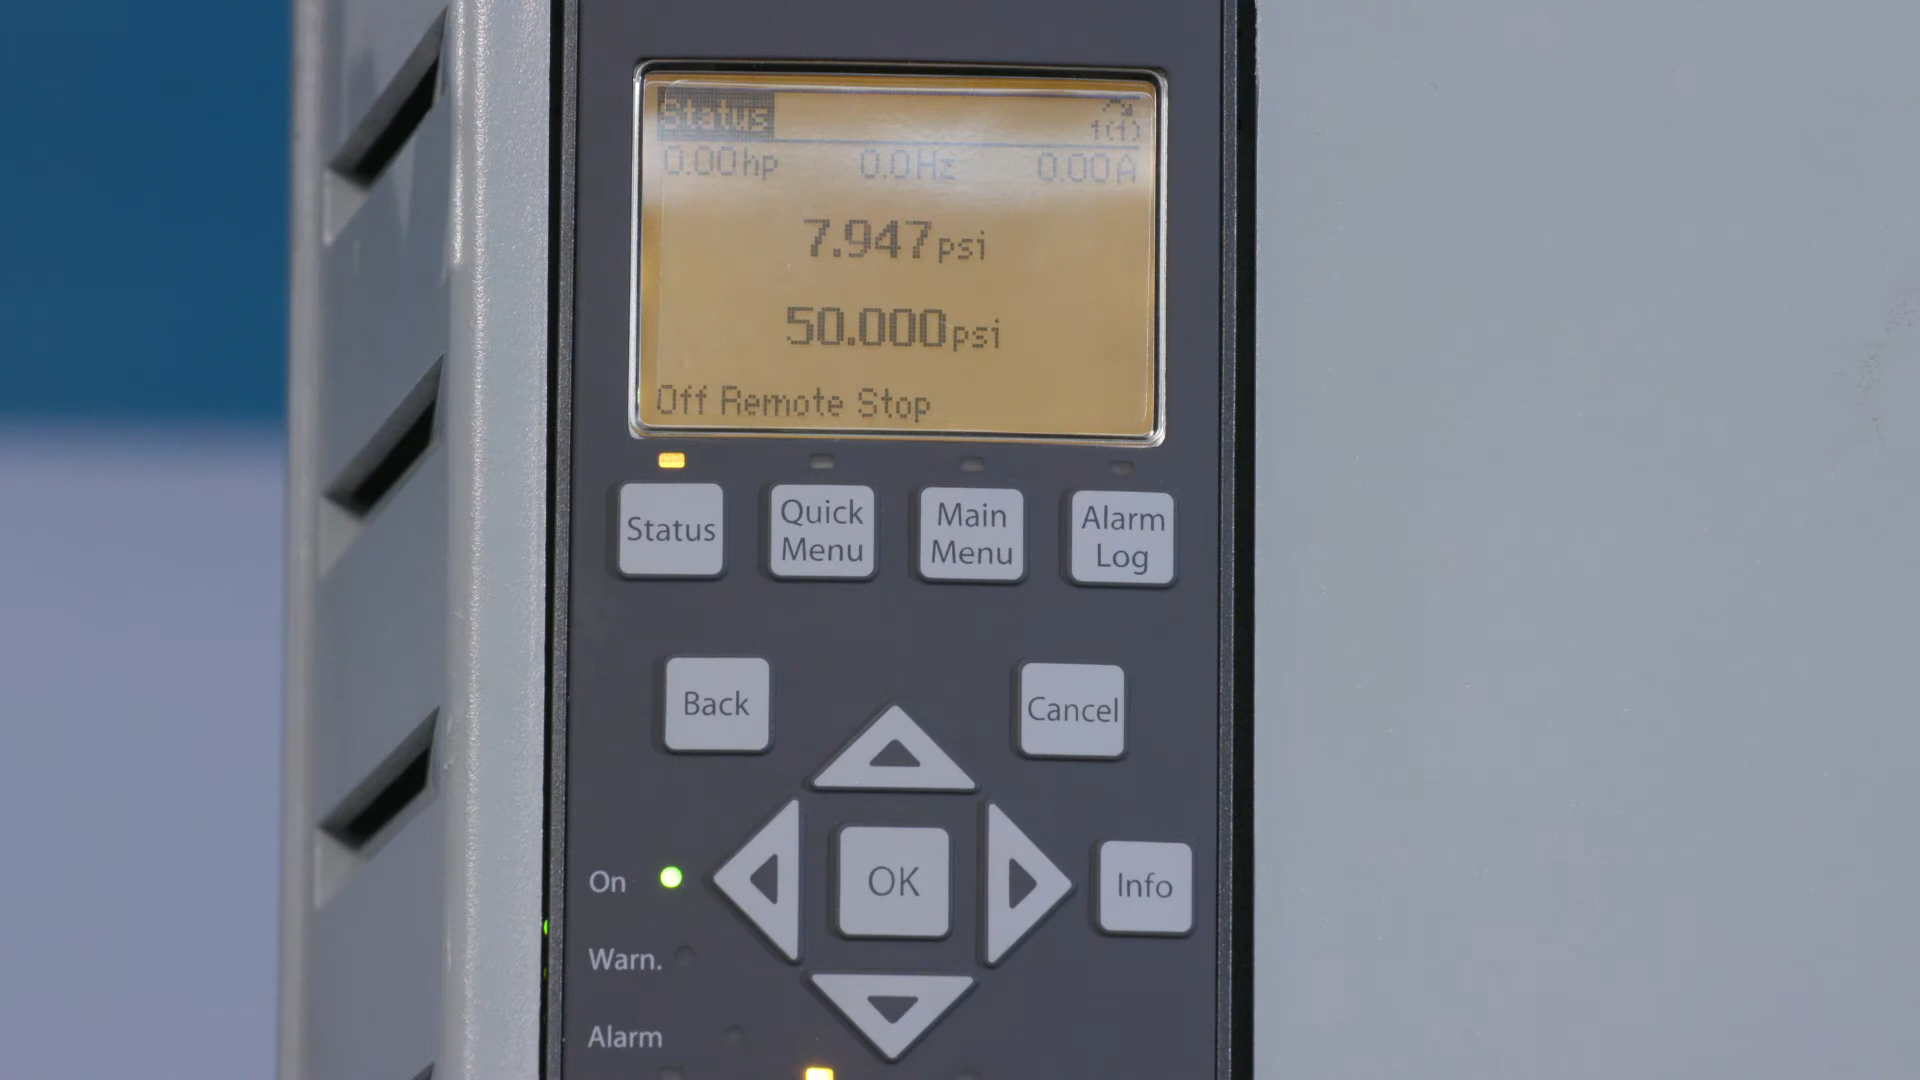 Status 1(1)
0.00hp 0.0Hz 0.00A
7.947psi
50.000psi
Off Remote Stop
Status
Quick
Menu
Main
Menu
Alarm
Log
Back
Cancel
OK
Info
On
Warn.
Alarm